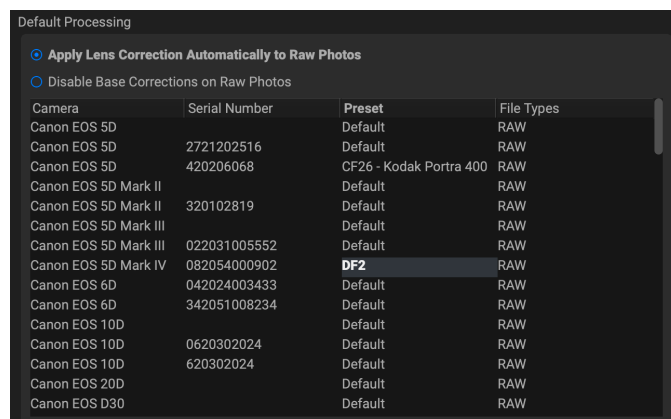 Default Processing
Apply Lens Correction Automatically to Raw Photos
Disable Base Corrections on Raw Photos
Camera Serial Number Preset File Types
Canon EOS 5D Default RAW
Canon EOS 5D 2721202516 Default RAW
Canon EOS 5D 420206068 CF26 - Kodak Portra 400 RAW
Canon EOS 5D Mark II Default RAW
Canon EOS 5D Mark II 320102819 Default RAW
Canon EOS 5D Mark III Default RAW
Canon EOS 5D Mark III 022031005552 Default RAW
Canon EOS 5D Mark IV 082054000902 DF2 RAW
Canon EOS 6D 042024003433 Default RAW
Canon EOS 6D 342051008234 Default RAW
Canon EOS 10D Default RAW
Canon EOS 10D 0620302024 Default RAW
Canon EOS 10D 620302024 Default RAW
Canon EOS 20D Default RAW
Canon EOS D30 Default RAW